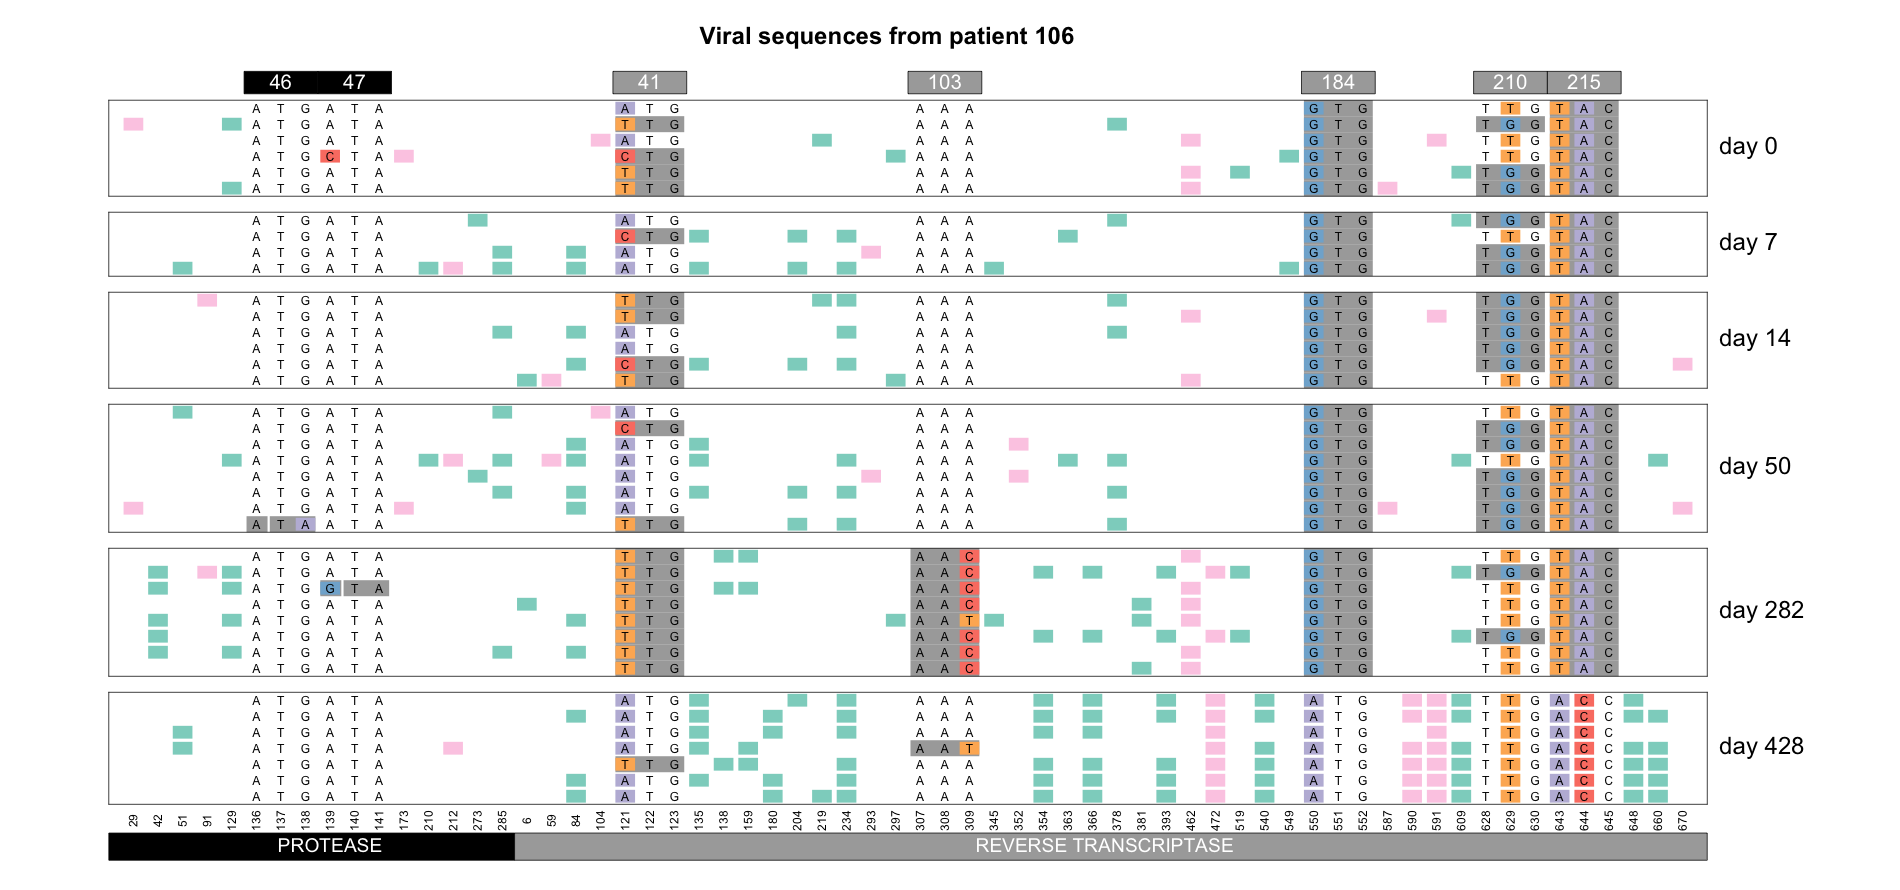 Viral sequences from patient 106
46 47 41 103 184 210 215
A T G A T A A T G A A A G T G T T G T A C
A T G A T A T T G A A A G T G T G G T A C
A T G A T A A T G A A A G T G T T G T A C
A T G C T A C T G A A A G T G T T G T A C
A T G A T A T T G A A A G T G T G G T A C
A T G A T A T T G A A A G T G T G G T A C
day 0
A T G A T A A T G A A A G T G T G G T A C
A T G A T A C T G A A A G T G T T G T A C
A T G A T A A T G A A A G T G T G G T A C
A T G A T A A T G A A A G T G T G G T A C
day 7
A T G A T A T T G A A A G T G T G G T A C
A T G A T A T T G A A A G T G T G G T A C
A T G A T A A T G A A A G T G T G G T A C
A T G A T A A T G A A A G T G T G G T A C
A T G A T A C T G A A A G T G T G G T A C
A T G A T A T T G A A A G T G T T G T A C
day 14
A T G A T A A T G A A A G T G T T G T A C
A T G A T A C T G A A A G T G T G G T A C
A T G A T A A T G A A A G T G T G G T A C
A T G A T A A T G A A A G T G T T G T A C
A T G A T A A T G A A A G T G T G G T A C
A T G A T A A T G A A A G T G T G G T A C
A T G A T A A T G A A A G T G T G G T A C
A T A A T A T T G A A A G T G T G G T A C
day 50
A T G A T A T T G A A C G T G T T G T A C
A T G A T A T T G A A C G T G T G G T A C
A T G G T A T T G A A C G T G T T G T A C
A T G A T A T T G A A C G T G T T G T A C
A T G A T A T T G A A T G T G T T G T A C
A T G A T A T T G A A C G T G T G G T A C
A T G A T A T T G A A C G T G T T G T A C
A T G A T A T T G A A C G T G T T G T A C
day 282
A T G A T A A T G A A A A T G T T G A C C
A T G A T A A T G A A A A T G T T G A C C
A T G A T A A T G A A A A T G T T G A C C
A T G A T A A T G A A T A T G T T G A C C
A T G A T A T T G A A A A T G T T G A C C
A T G A T A A T G A A A A T G T T G A C C
A T G A T A A T G A A A A T G T T G A C C
day 428
29 42 51 91 129 136 137 138 139 140 141 173 210 212 273 285 6 59 84 104 121 122 123 135 138 159 180 204 219 234 293 297 307 308 309 345 352 354 363 366 378 381 393 462 472 519 540 549 550 551 552 587 590 591 609 628 629 630 643 644 645 648 660 670
PROTEASE REVERSE TRANSCRIPTASE